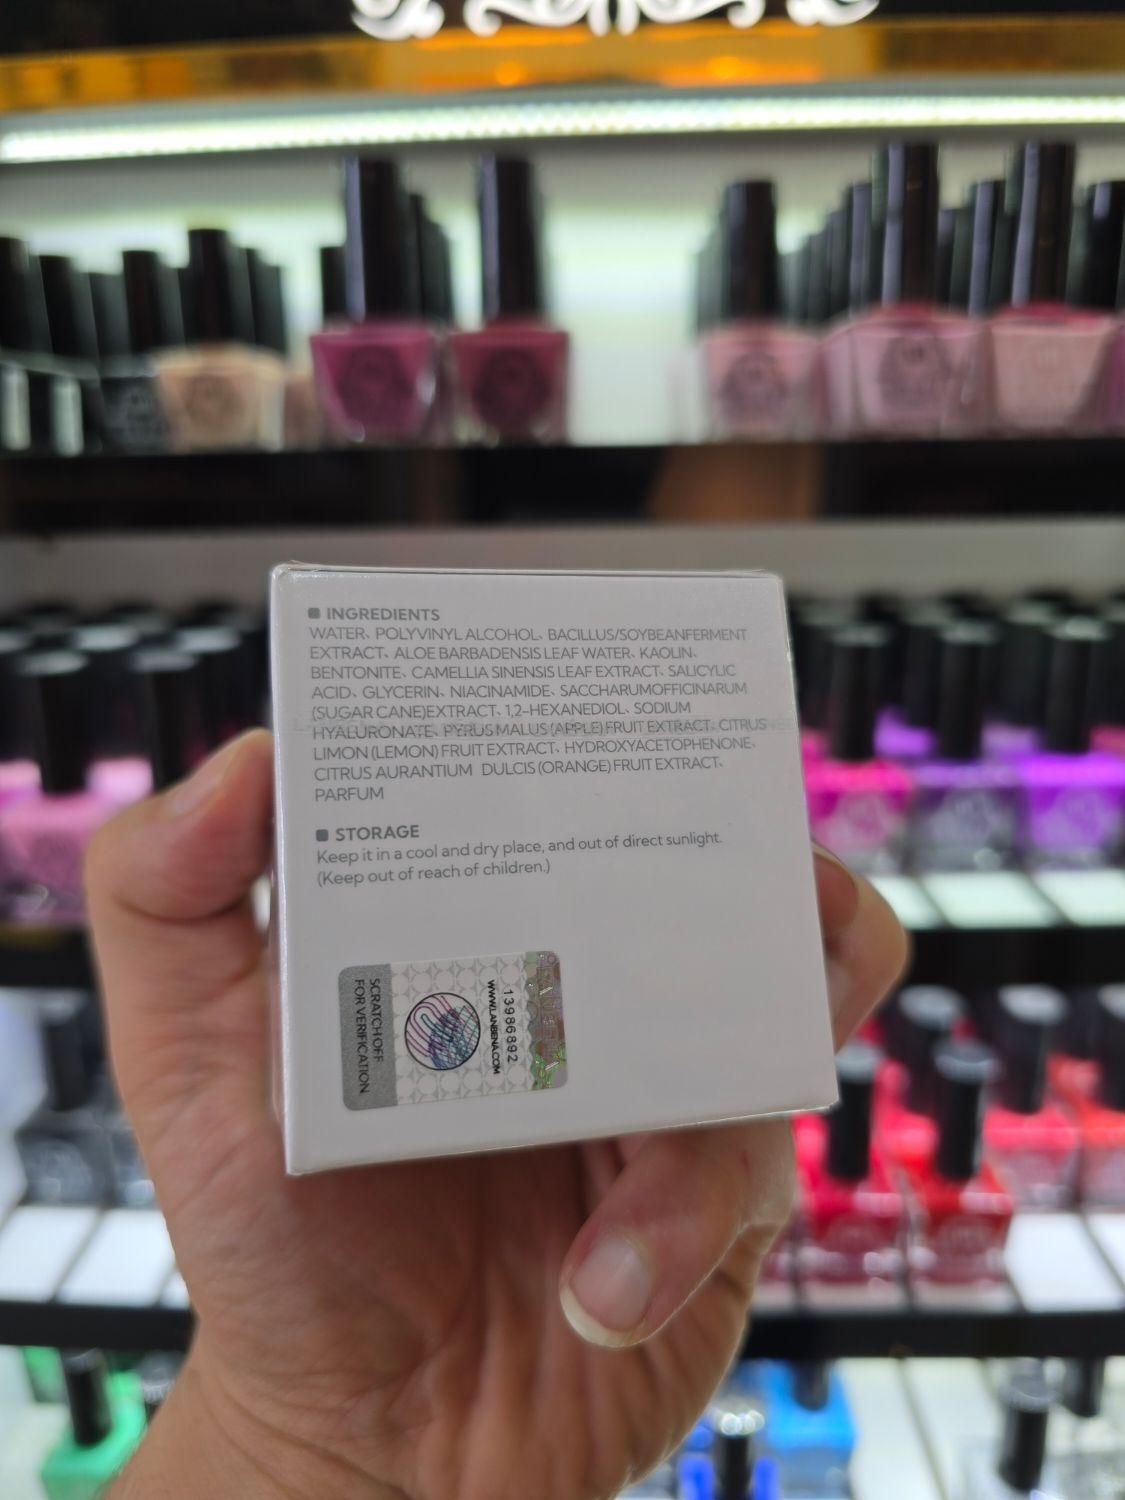 INGREDIENTS
WATER、POLYVINYL ALCOHOL、BACILLUS/SOYBEANFERMENT
EXTRACT、ALOE BARBADENSIS LEAF WATER、KAOLIN、
BENTONITE、CAMELLIA SINENSIS LEAF EXTRACT、SALICYLIC
ACID、GLYCERIN、NIACINAMIDE、SACCHARUMOFFICINARUM
(SUGAR CANE)EXTRACT、1,2-HEXANEDIOL、SODIUM
HYALURONATE、PYRUS MALUS (APPLE) FRUIT EXTRACT、CITRUS
LIMON (LEMON) FRUIT EXTRACT、HYDROXYACETOPHENONE、
CITRUS AURANTIUM DULCIS (ORANGE) FRUIT EXTRACT、
PARFUM
STORAGE
Keep it in a cool and dry place, and out of direct sunlight.
(Keep out of reach of children.)
13986892
WWW.LANBENA.COM
SCRATCH OFF
FOR VERIFICATION